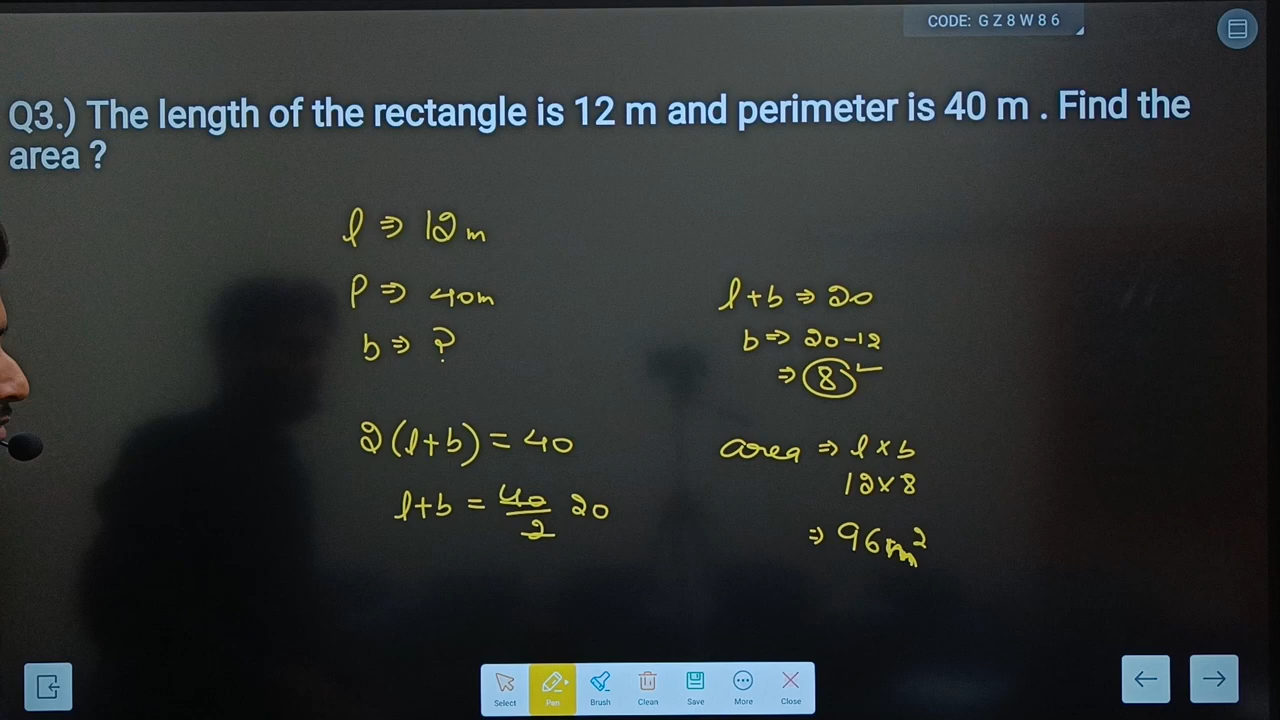 CODE: G Z 8 W 8 6
Q3.) The length of the rectangle is 12 m and perimeter is 40 m . Find the
area ?
l ⇒ 12 m
P ⇒ 40m
b ⇒ ?
2(l+b) = 40
l+b = 40/2 20
l+b ⇒ 20
b ⇒ 20-12
⇒ 8
area ⇒ l × b
12×8
⇒ 96m²
Select
Pen
Brush
Clean
Save
More
Close